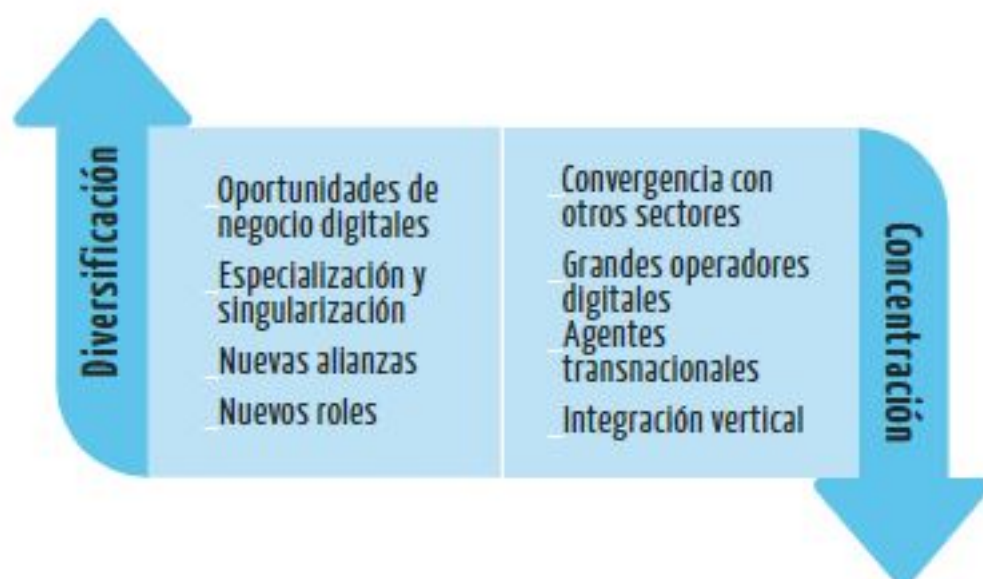 Diversificación
Oportunidades de
negocio digitales
Especialización y
singularización
Nuevas alianzas
Nuevos roles
Convergencia con
otros sectores
Grandes operadores
digitales
Agentes
transnacionales
Integración vertical
Concentración